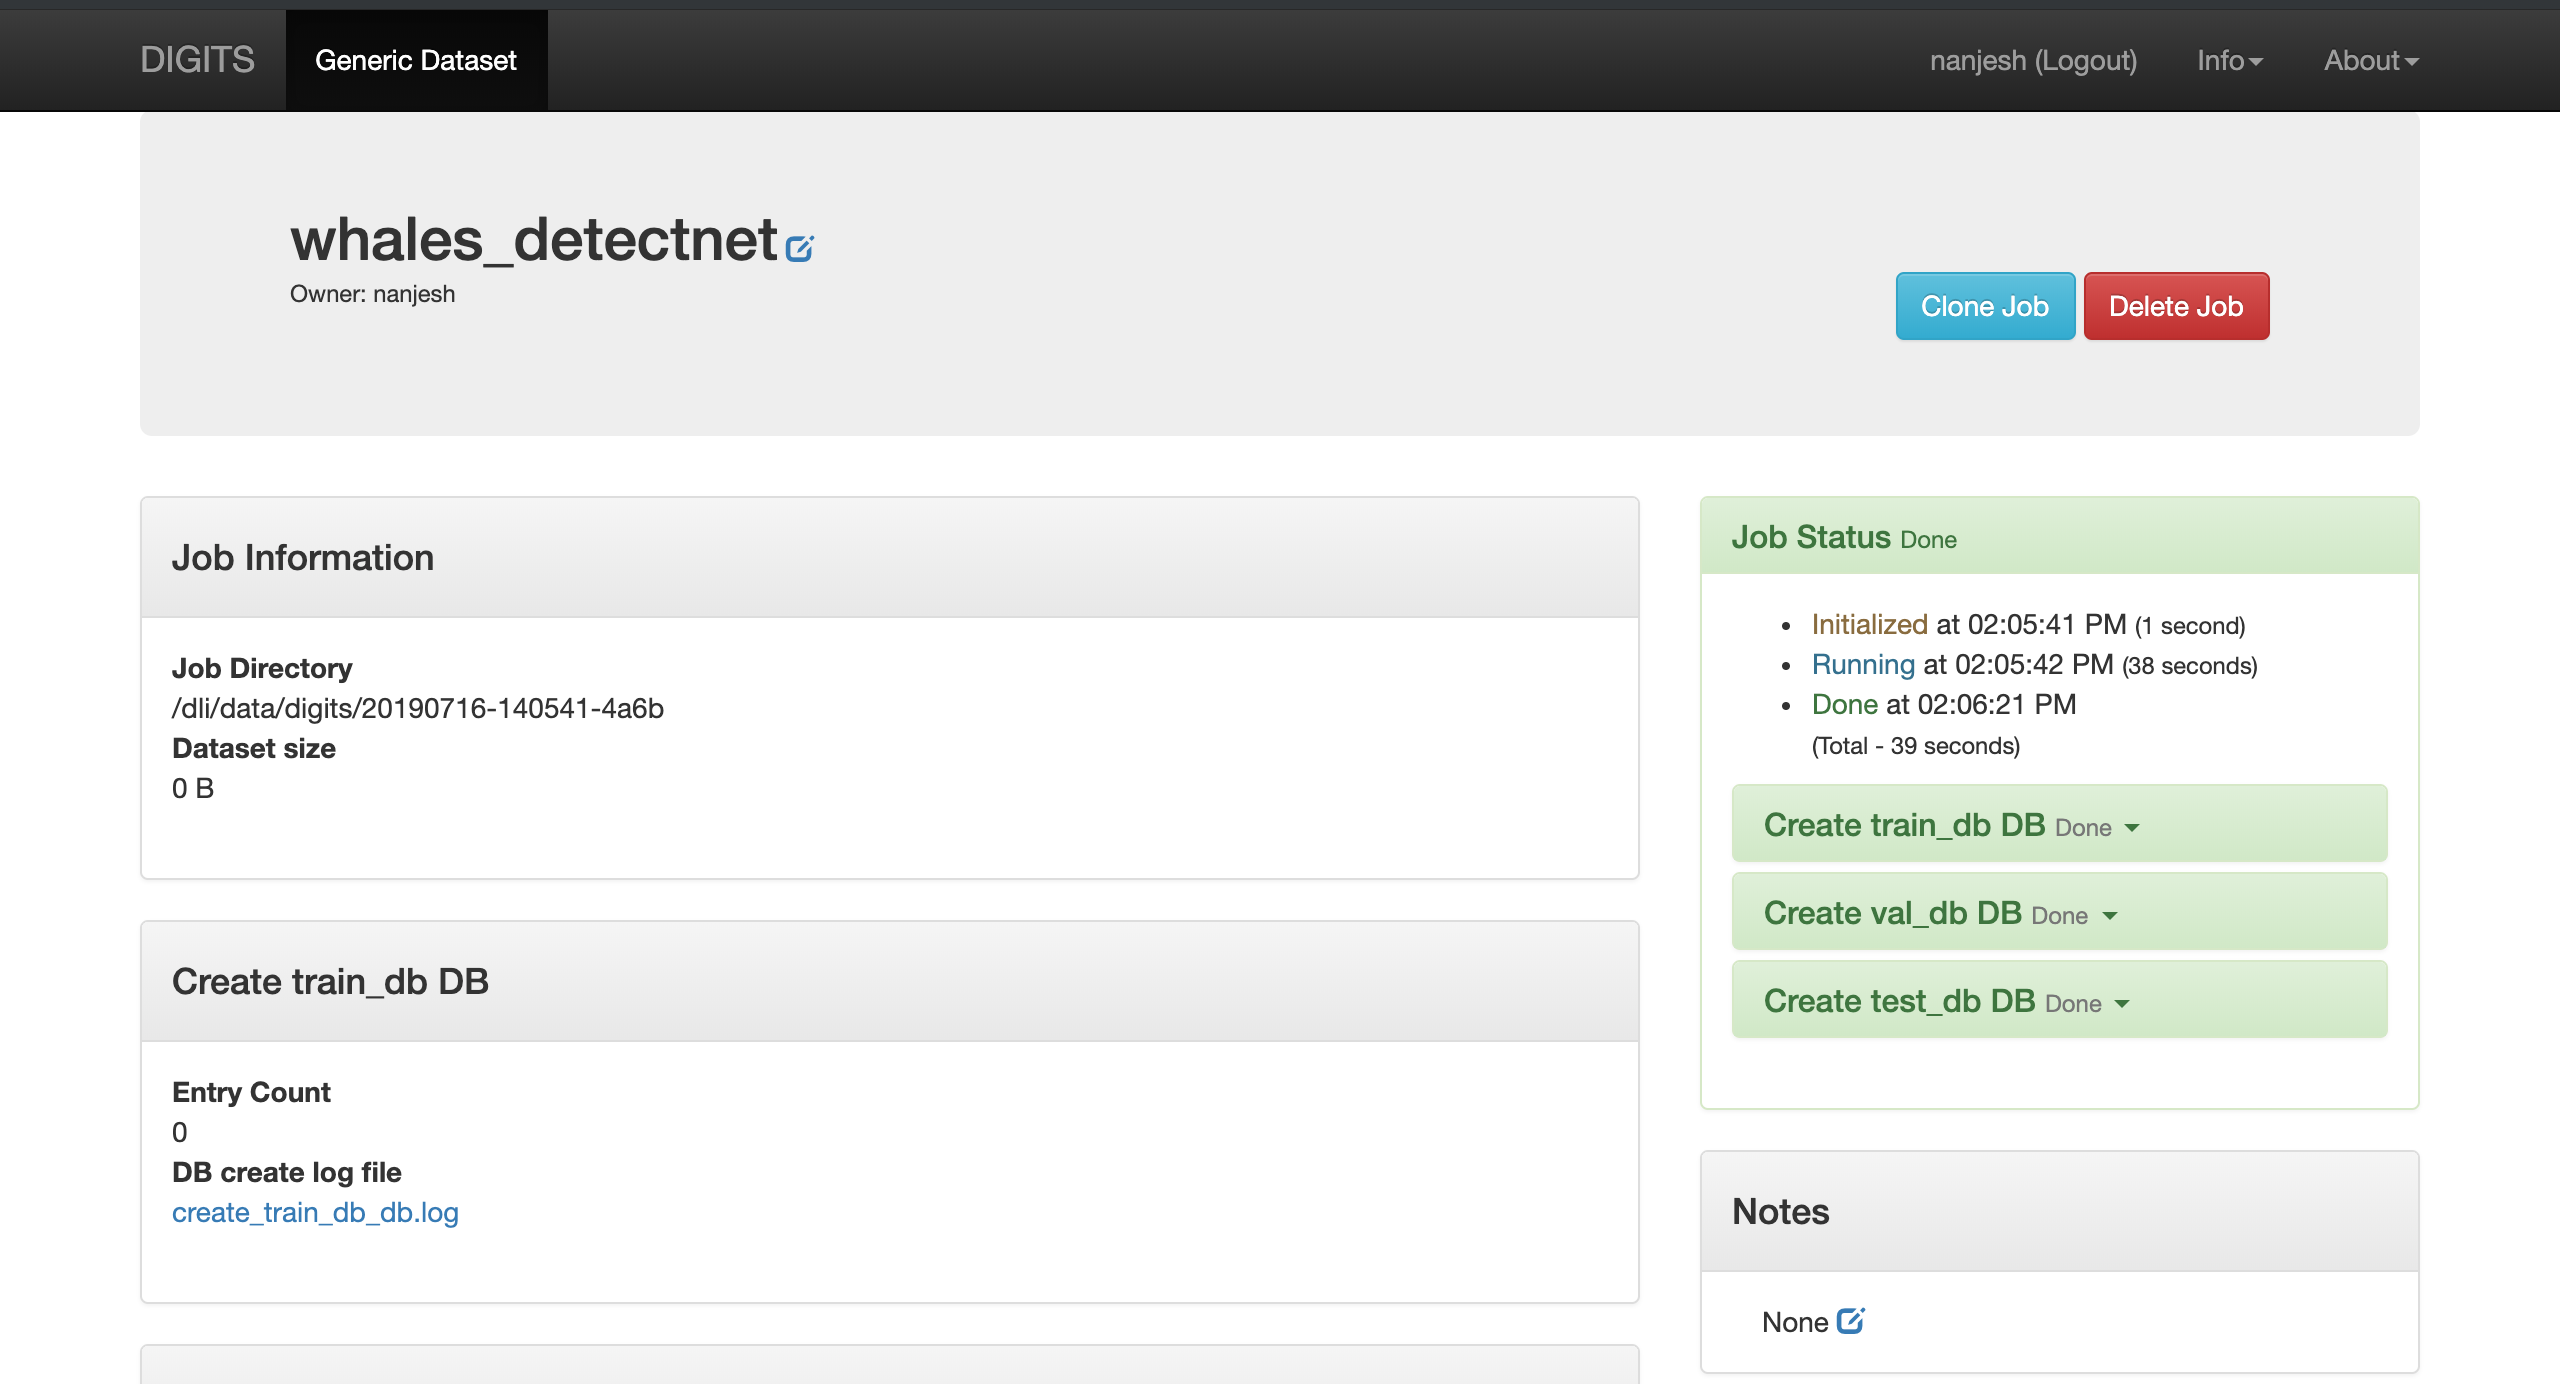 DIGITS Generic Dataset nanjesh (Logout) Info About
whales_detectnet
Owner: nanjesh
Clone Job Delete Job
Job Information
Job Directory
/dli/data/digits/20190716-140541-4a6b
Dataset size
0 B
Create train_db DB
Entry Count
0
DB create log file
create_train_db_db.log
Job Status Done
Initialized at 02:05:41 PM (1 second)
Running at 02:05:42 PM (38 seconds)
Done at 02:06:21 PM
(Total - 39 seconds)
Create train_db DB Done
Create val_db DB Done
Create test_db DB Done
Notes
None